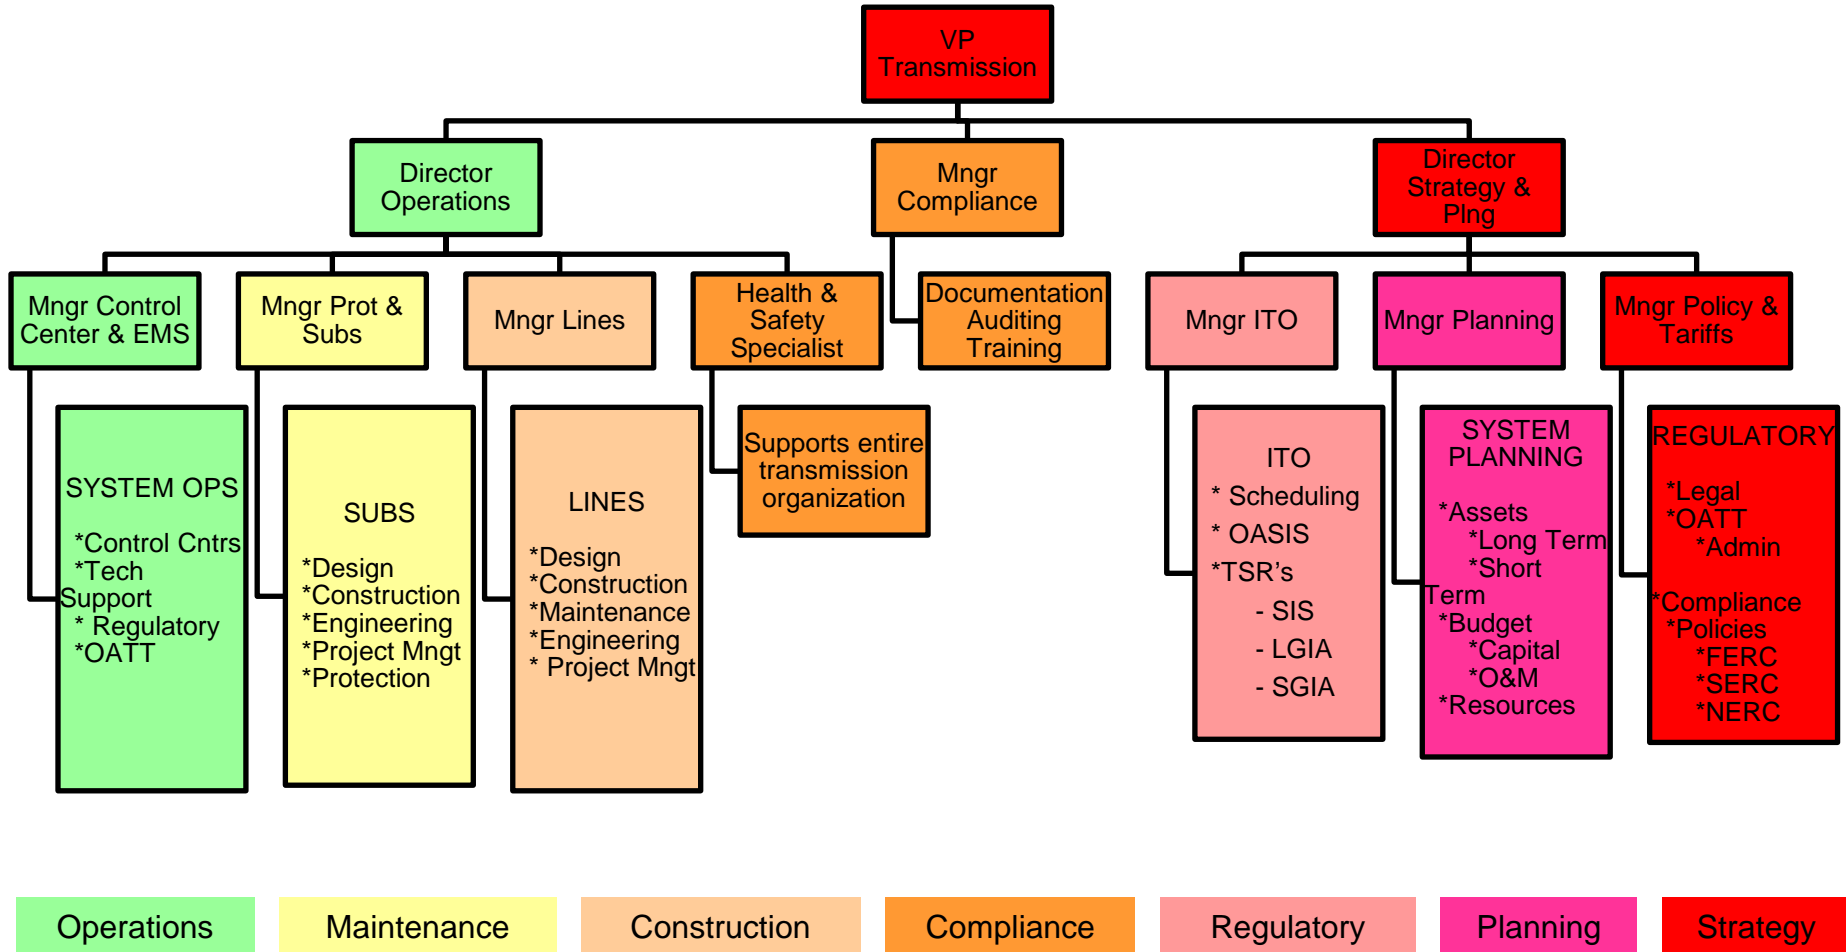 VP
Transmission
Director
Operations
Mngr
Compliance
Director
Strategy &
Plng
Mngr Control
Center & EMS
Mngr Prot &
Subs
Mngr Lines
Health &
Safety
Specialist
Documentation
Auditing
Training
Mngr ITO
Mngr Planning
Mngr Policy &
Tariffs
SYSTEM OPS
*Control Cntrs
*Tech
Support
* Regulatory
*OATT
SUBS
*Design
*Construction
*Engineering
*Project Mngt
*Protection
LINES
*Design
*Construction
*Maintenance
*Engineering
* Project Mngt
Supports entire
transmission
organization
ITO
* Scheduling
* OASIS
*TSR's
- SIS
- LGIA
- SGIA
SYSTEM
PLANNING
*Assets
*Long Term
*Short
Term
*Budget
*Capital
*O&M
*Resources
REGULATORY
*Legal
*OATT
*Admin
*Compliance
*Policies
*FERC
*SERC
*NERC
Operations
Maintenance
Construction
Compliance
Regulatory
Planning
Strategy